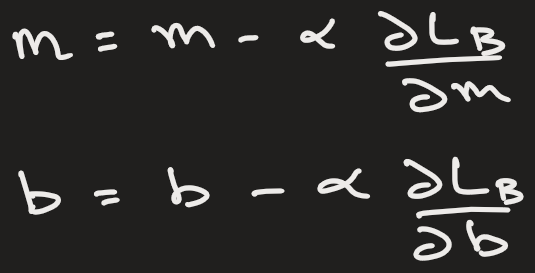 m = m - α ∂L_B/∂m
b = b - α ∂L_B/∂b